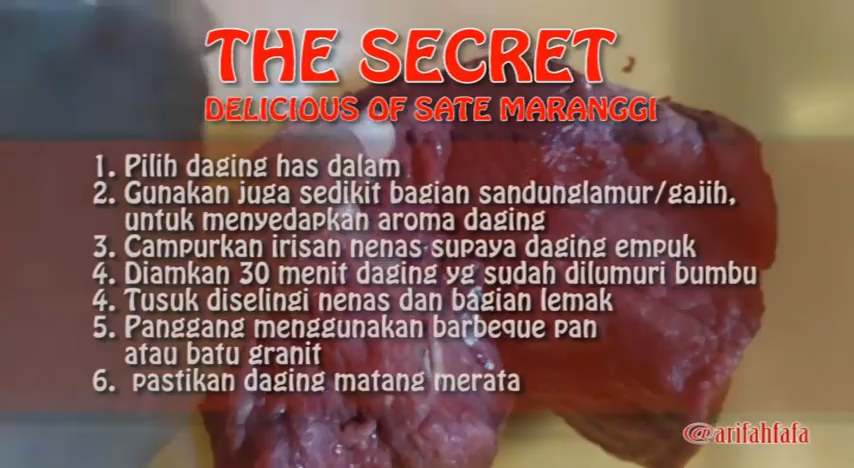 THE SECRET
DELICIOUS OF SATE MARANGGI
1. Pilih daging has dalam
2. Gunakan juga sedikit bagian sandunglamur/gajih,
untuk menyedapkan aroma daging
3. Campurkan irisan nenas supaya daging empuk
4. Diamkan 30 menit daging yg sudah dilumuri bumbu
4. Tusuk diselingi nenas dan bagian lemak
5. Panggang menggunakan barbeque pan
atau batu granit
6. pastikan daging matang merata
@arifahfafa